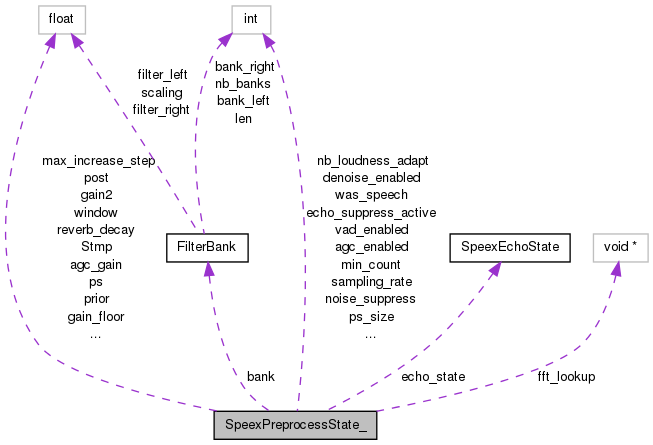 float
int
filter_left
scaling
filter_right
bank_right
nb_banks
bank_left
len
max_increase_step
post
gain2
window
reverb_decay
Stmp
agc_gain
ps
prior
gain_floor
...
nb_loudness_adapt
denoise_enabled
was_speech
echo_suppress_active
vad_enabled
agc_enabled
min_count
sampling_rate
noise_suppress
ps_size
...
FilterBank
SpeexEchoState
void *
bank
echo_state
fft_lookup
SpeexPreprocessState_